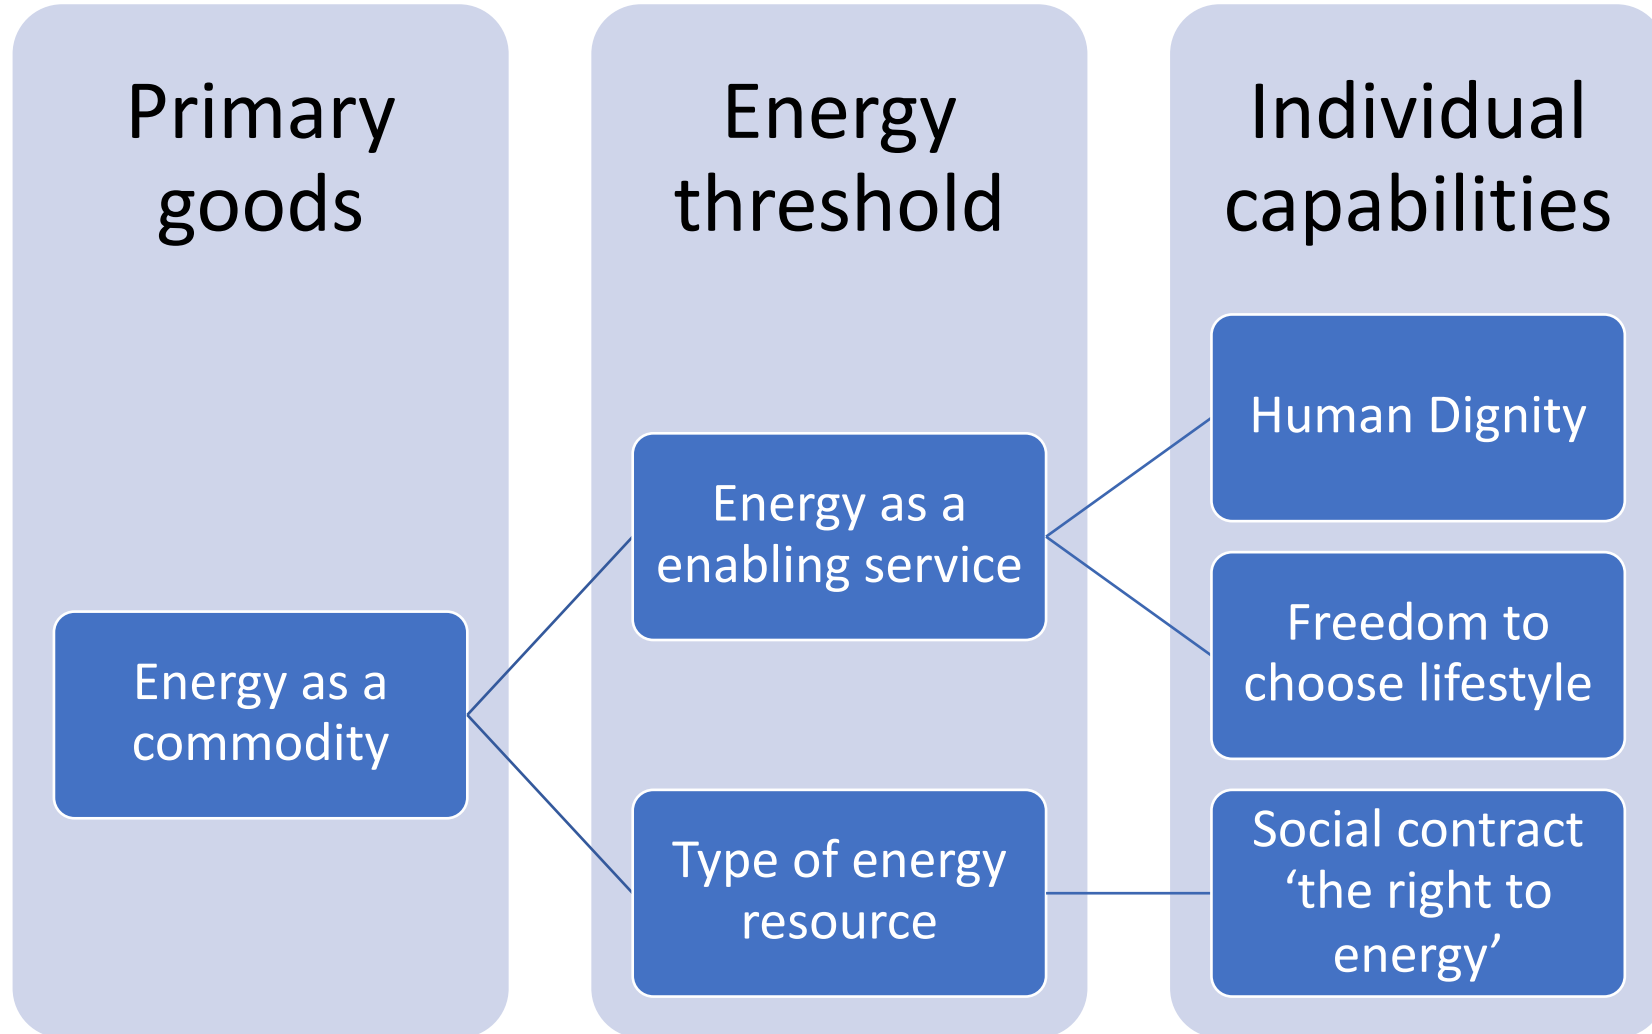 Primary
goods
Energy
threshold
Individual
capabilities
Energy as a
commodity
Energy as a
enabling service
Type of energy
resource
Human Dignity
Freedom to
choose lifestyle
Social contract
‘the right to
energy’